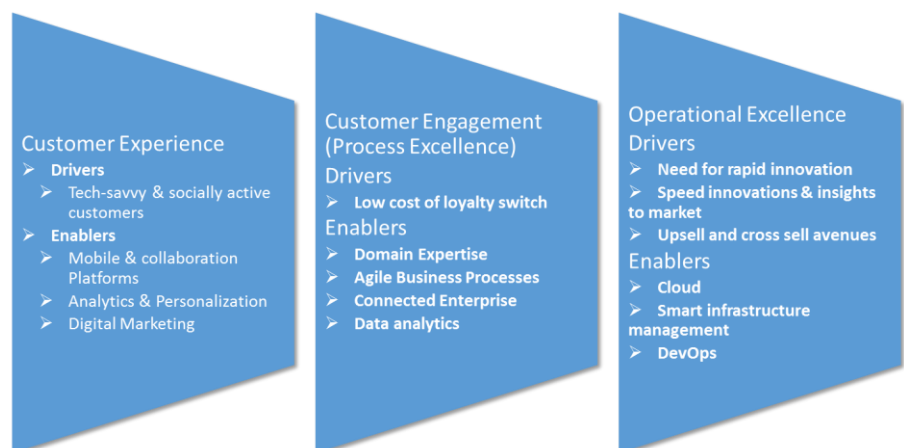 Customer Experience
➢ Drivers
➢ Tech-savvy & socially active
customers
➢ Enablers
➢ Mobile & collaboration
Platforms
➢ Analytics & Personalization
➢ Digital Marketing
Customer Engagement
(Process Excellence)
Drivers
➢ Low cost of loyalty switch
Enablers
➢ Domain Expertise
➢ Agile Business Processes
➢ Connected Enterprise
➢ Data analytics
Operational Excellence
Drivers
➢ Need for rapid innovation
➢ Speed innovations & insights
to market
➢ Upsell and cross sell avenues
Enablers
➢ Cloud
➢ Smart infrastructure
management
➢ DevOps